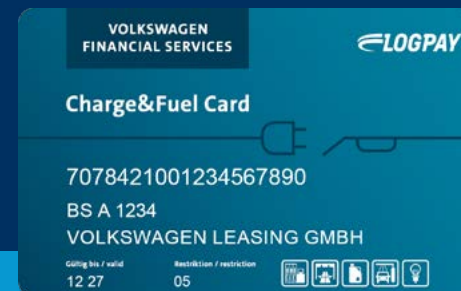 VOLKSWAGEN
FINANCIAL SERVICES
LOGPAY
Charge&Fuel Card
7078421001234567890
BS A 1234
VOLKSWAGEN LEASING GMBH
Gültig bis / valid Restriktion / restriction
12 27 05